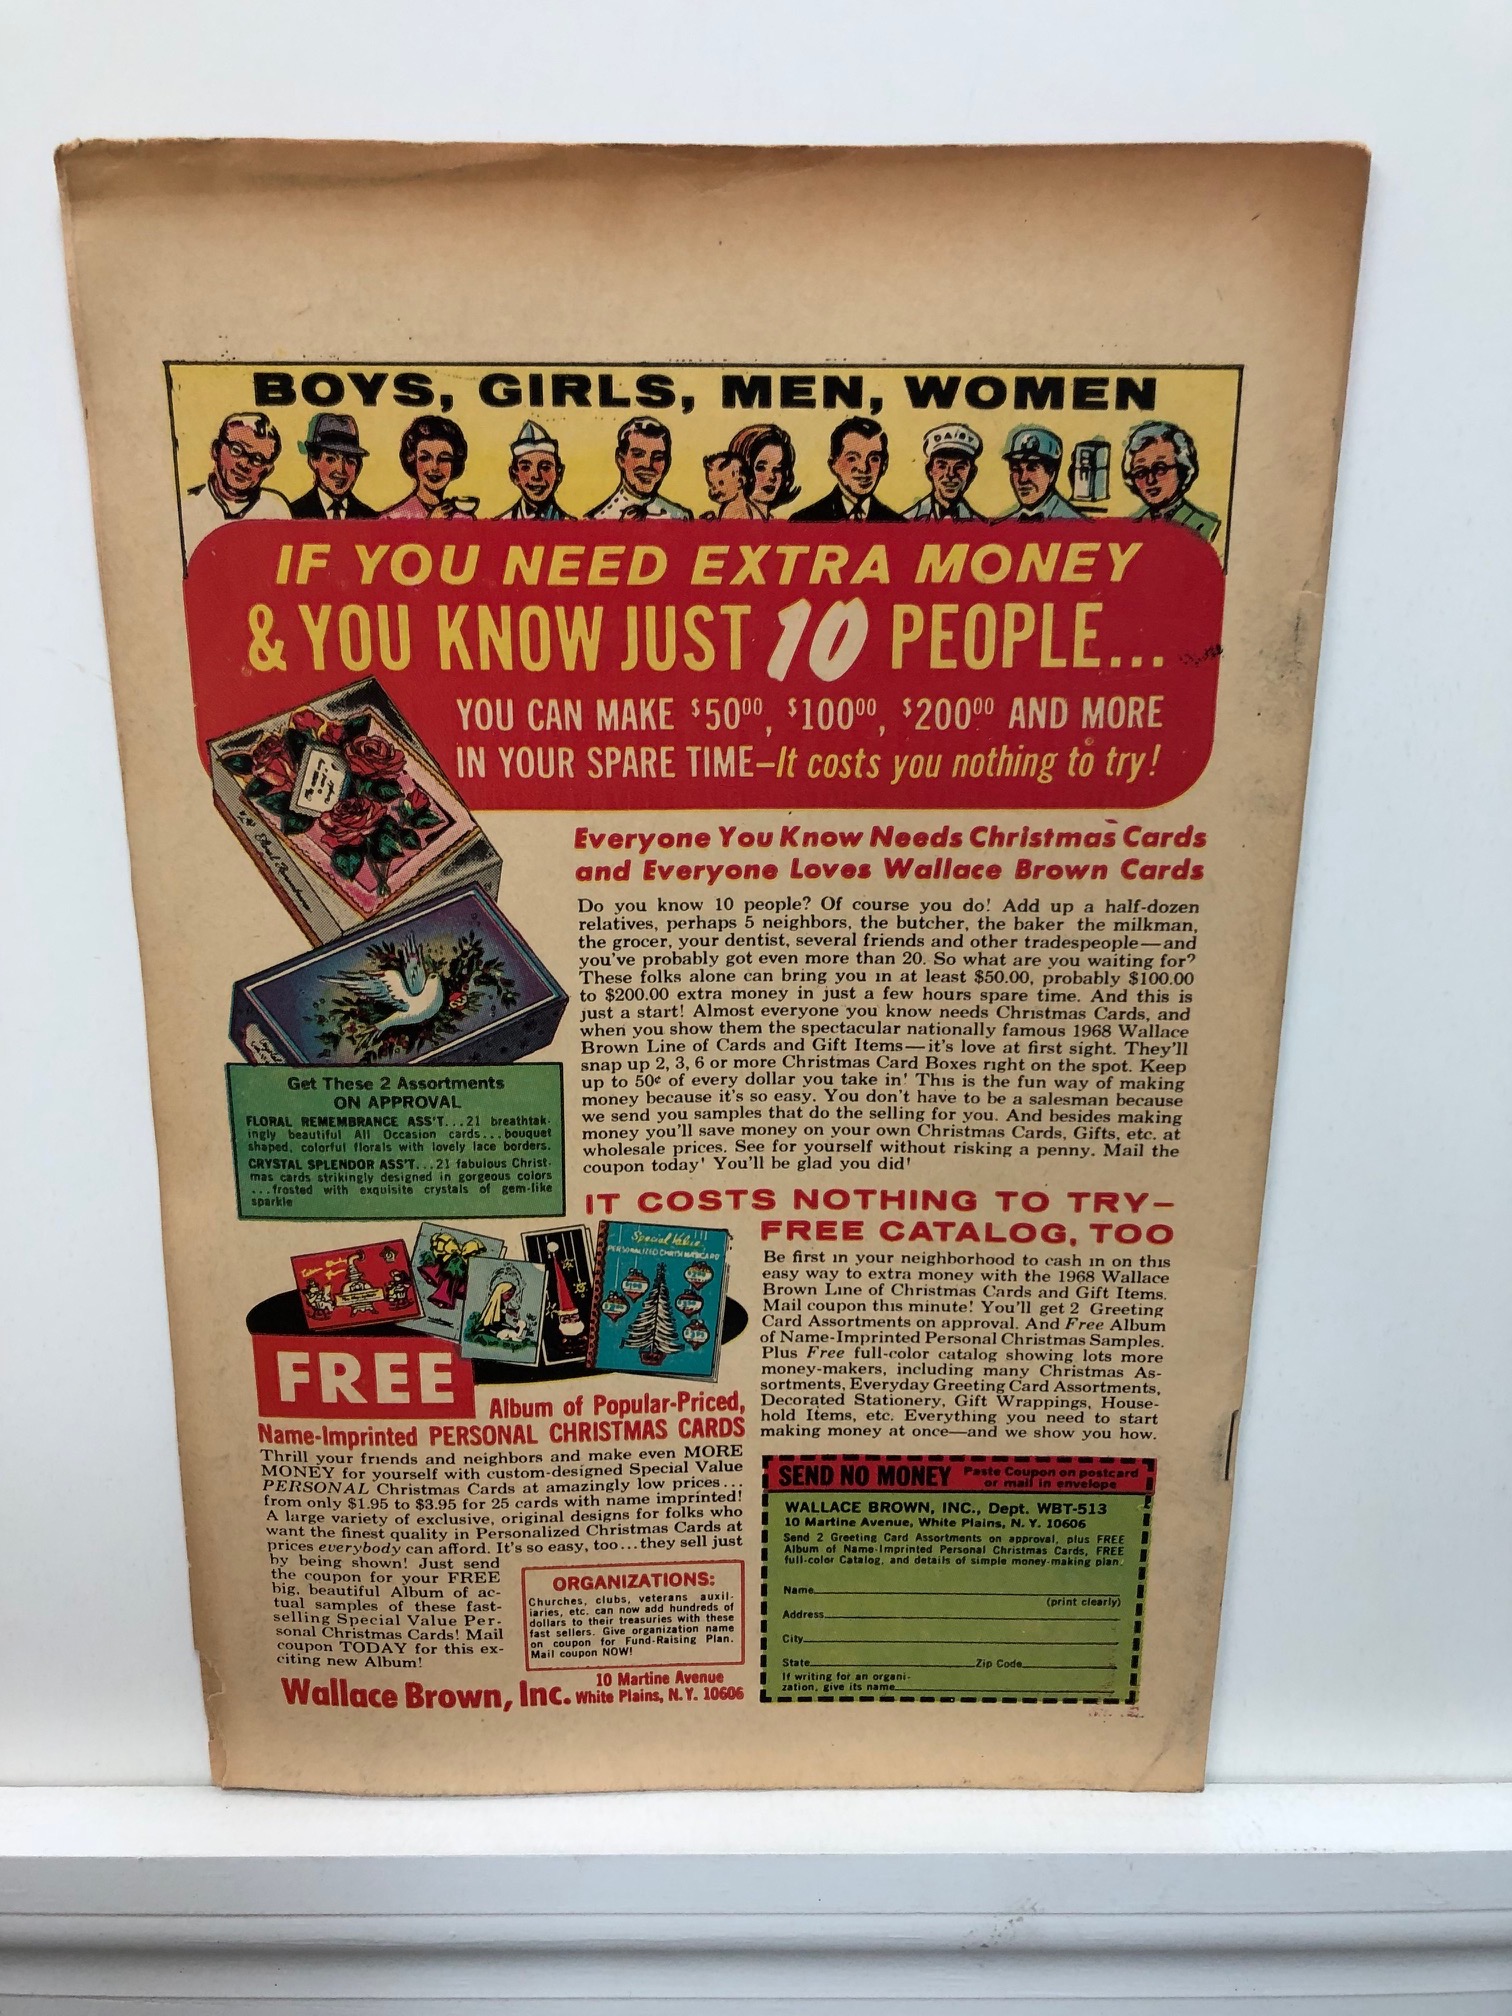 BOYS, GIRLS, MEN, WOMEN
DAIRY
IF YOU NEED EXTRA MONEY
& YOU KNOW JUST 10 PEOPLE...
YOU CAN MAKE $50⁰⁰, $100⁰⁰, $200⁰⁰ AND MORE
IN YOUR SPARE TIME—It costs you nothing to try!
Everyone You Know Needs Christmas Cards
and Everyone Loves Wallace Brown Cards
Do you know 10 people? Of course you do! Add up a half-dozen
relatives, perhaps 5 neighbors, the butcher, the baker the milkman,
the grocer, your dentist, several friends and other tradespeople—and
you've probably got even more than 20. So what are you waiting for?
These folks alone can bring you in at least $50.00, probably $100.00
to $200.00 extra money in just a few hours spare time. And this is
just a start! Almost everyone you know needs Christmas Cards, and
when you show them the spectacular nationally famous 1968 Wallace
Brown Line of Cards and Gift Items—it's love at first sight. They'll
snap up 2, 3, 6 or more Christmas Card Boxes right on the spot. Keep
up to 50¢ of every dollar you take in! This is the fun way of making
money because it's so easy. You don't have to be a salesman because
we send you samples that do the selling for you. And besides making
money you'll save money on your own Christmas Cards, Gifts, etc. at
wholesale prices. See for yourself without risking a penny. Mail the
coupon today! You'll be glad you did!
Get These 2 Assortments
ON APPROVAL
FLORAL REMEMBRANCE ASS'T...21 breathtak-
ingly beautiful All Occasion cards...bouquet
shaped, colorful florals with lovely lace borders.
CRYSTAL SPLENDOR ASS'T...21 fabulous Christ-
mas cards strikingly designed in gorgeous colors
...frosted with exquisite crystals of gem-like
sparkle
IT COSTS NOTHING TO TRY—
FREE CATALOG, TOO
Be first in your neighborhood to cash in on this
easy way to extra money with the 1968 Wallace
Brown Line of Christmas Cards and Gift Items.
Mail coupon this minute! You'll get 2 Greeting
Card Assortments on approval. And Free Album
of Name-Imprinted Personal Christmas Samples.
Plus Free full-color catalog showing lots more
money-makers, including many Christmas As-
sortments, Everyday Greeting Card Assortments,
Decorated Stationery, Gift Wrappings, House-
hold Items, etc. Everything you need to start
making money at once—and we show you how.
Special Value
PERSONALIZED CHRISTMAS CARDS
FREE
Album of Popular-Priced,
Name-Imprinted PERSONAL CHRISTMAS CARDS
Thrill your friends and neighbors and make even MORE
MONEY for yourself with custom-designed Special Value
PERSONAL Christmas Cards at amazingly low prices...
from only $1.95 to $3.95 for 25 cards with name imprinted!
A large variety of exclusive, original designs for folks who
want the finest quality in Personalized Christmas Cards at
prices everybody can afford. It's so easy, too...they sell just
by being shown! Just send
the coupon for your FREE
big, beautiful Album of ac-
tual samples of these fast-
selling Special Value Per-
sonal Christmas Cards! Mail
coupon TODAY for this ex-
citing new Album!
ORGANIZATIONS:
Churches, clubs, veterans auxil-
iaries, etc. can now add hundreds of
dollars to their treasuries with these
fast sellers. Give organization name
on coupon for Fund-Raising Plan.
Mail coupon NOW!
Wallace Brown, Inc.
10 Martine Avenue
White Plains, N.Y. 10606
SEND NO MONEY
Paste Coupon on postcard
or mail in envelope
WALLACE BROWN, INC., Dept. WBT-513
10 Martine Avenue, White Plains, N. Y. 10606
Send 2 Greeting Card Assortments on approval, plus FREE
Album of Name-Imprinted Personal Christmas Cards, FREE
full-color Catalog, and details of simple money-making plan.
Name
(print clearly)
Address
City
State Zip Code
If writing for an organi-
zation, give its name